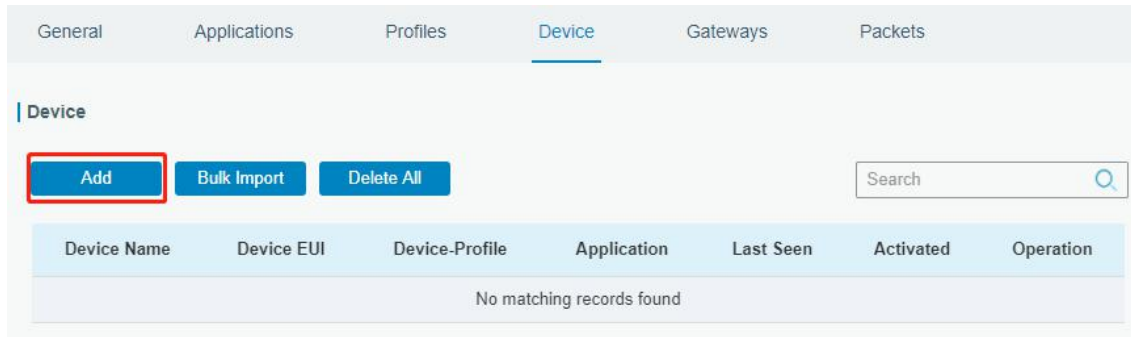 General Applications Profiles Device Gateways Packets
Device
Add Bulk Import Delete All Search
Device Name Device EUI Device-Profile Application Last Seen Activated Operation
No matching records found